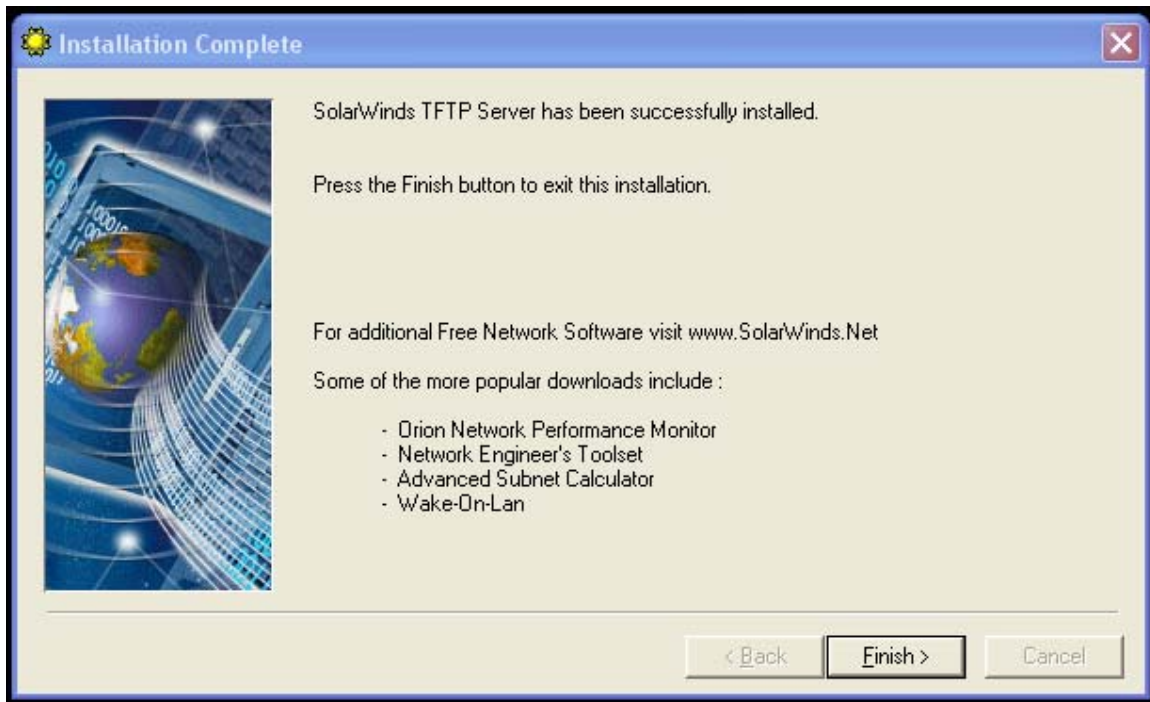 Installation Complete
SolarWinds TFTP Server has been successfully installed.
Press the Finish button to exit this installation.
For additional Free Network Software visit www.SolarWinds.Net
Some of the more popular downloads include :
- Orion Network Performance Monitor
- Network Engineer's Toolset
- Advanced Subnet Calculator
- Wake-On-Lan
< Back
Finish >
Cancel